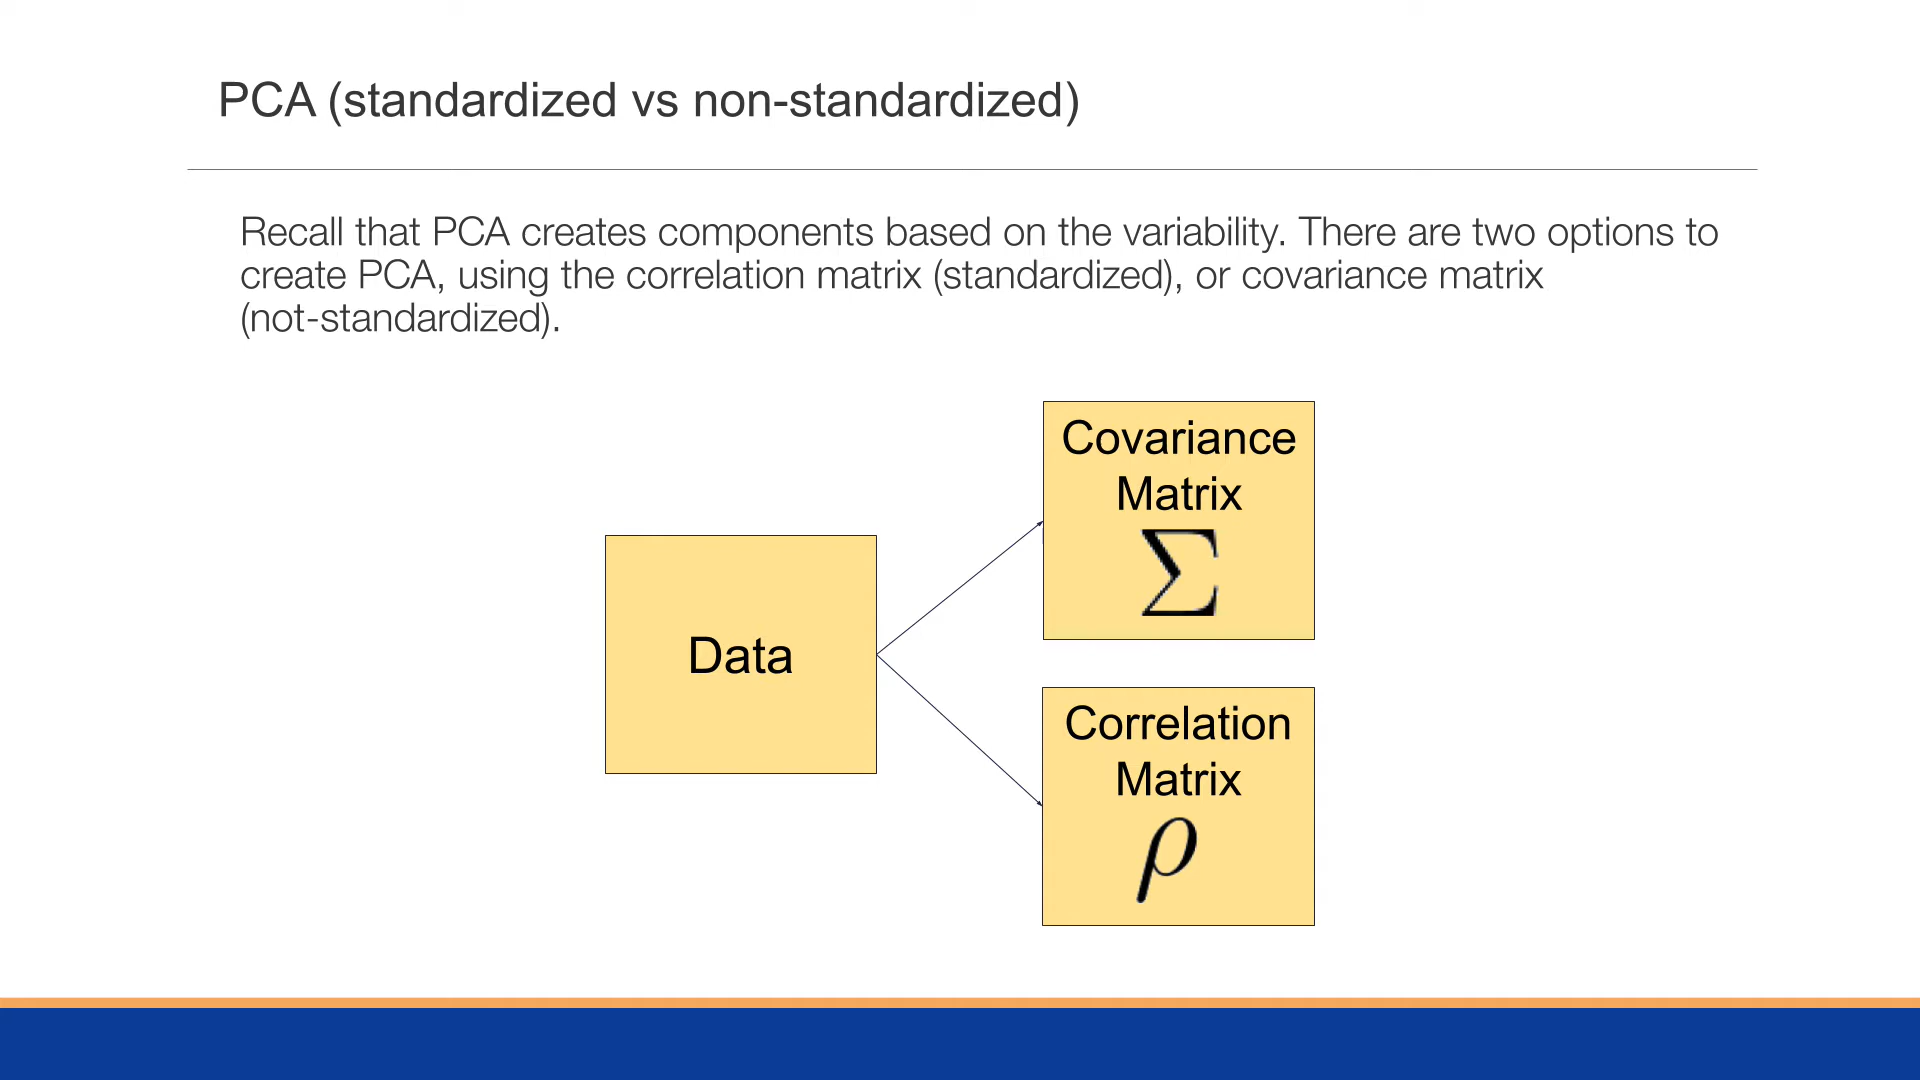 PCA (standardized vs non-standardized)
Recall that PCA creates components based on the variability. There are two options to
create PCA, using the correlation matrix (standardized), or covariance matrix
(not-standardized).
Covariance
Matrix
Σ
Data
Correlation
Matrix
ρ